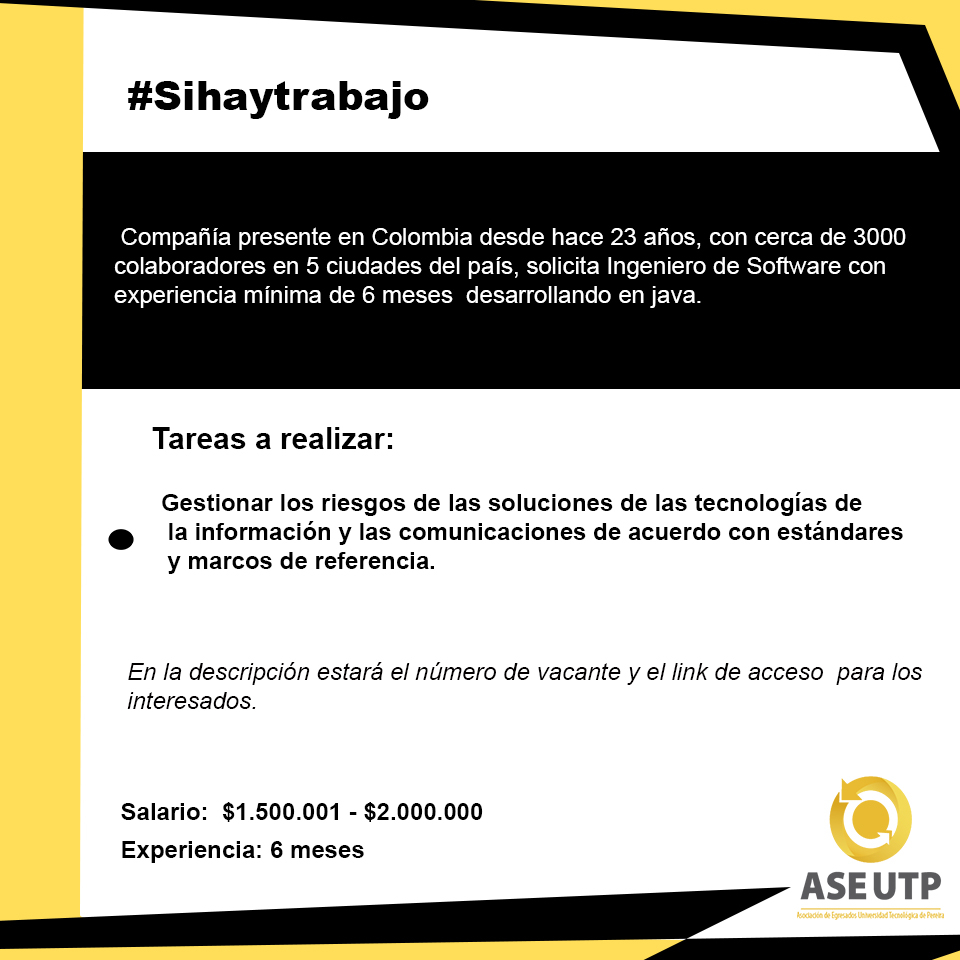 #Sihaytrabajo
Compañía presente en Colombia desde hace 23 años, con cerca de 3000
colaboradores en 5 ciudades del país, solicita Ingeniero de Software con
experiencia mínima de 6 meses  desarrollando en java.
Tareas a realizar:
Gestionar los riesgos de las soluciones de las tecnologías de
la información y las comunicaciones de acuerdo con estándares
y marcos de referencia.
En la descripción estará el número de vacante y el link de acceso  para los
interesados.
Salario:  $1.500.001 - $2.000.000
Experiencia: 6 meses
ASEUTP
Asociación de Egresados Universidad Tecnológica de Pereira